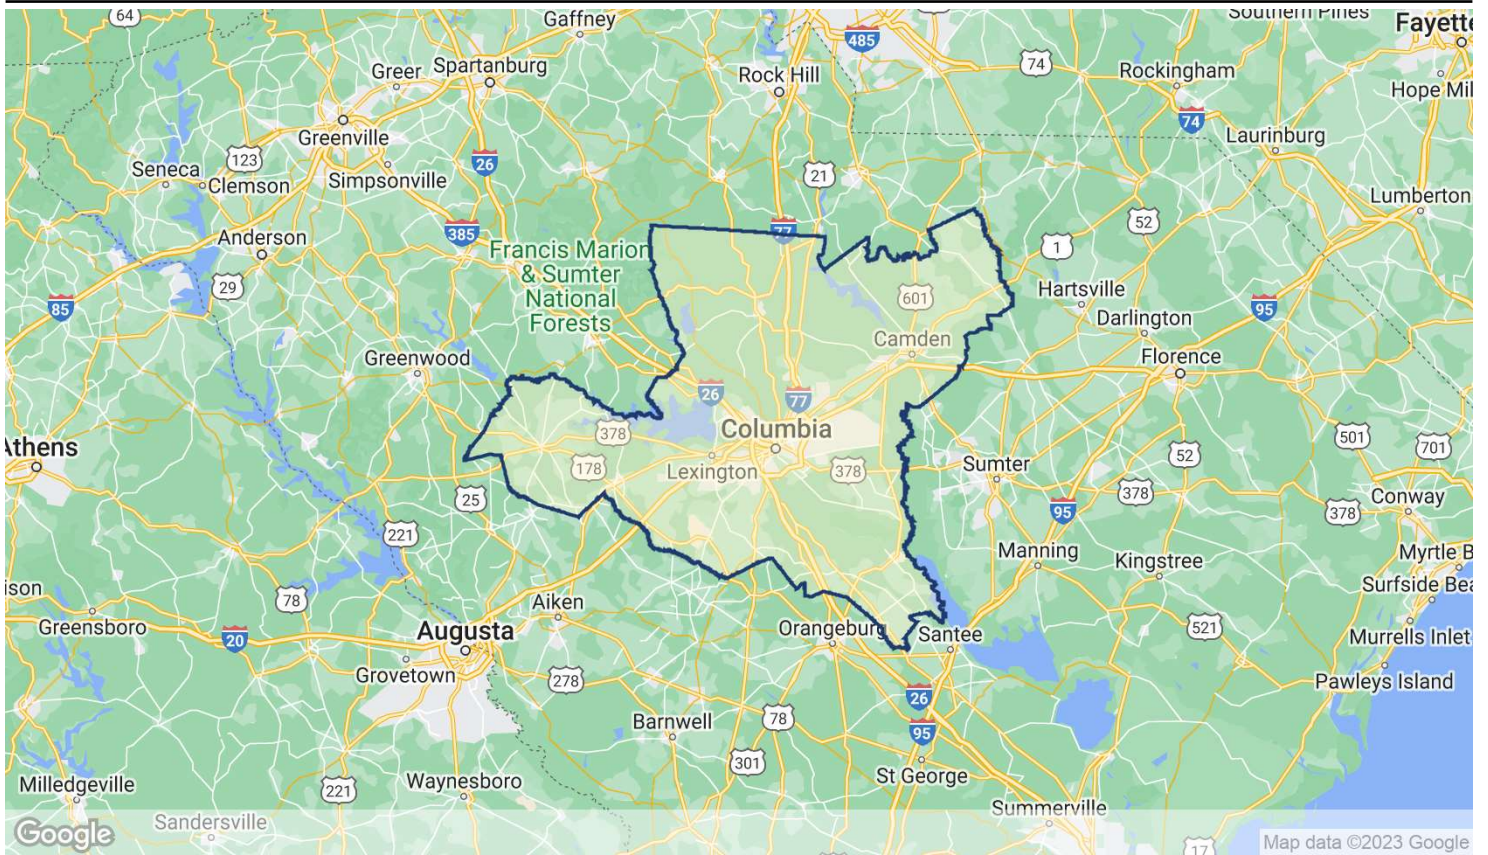 64
Gaffney
Southern Pines
Fayette
485
74
Greer
Spartanburg
Rock Hill
Rockingham
Hope Mil
Greenville
74
Laurinburg
123
26
Seneca
Clemson
Simpsonville
21
Lumberton
385
Anderson
77
52
1
Francis Marion
& Sumter
National
Forests
29
85
601
Hartsville
95
Darlington
Camden
Greenwood
Florence
26
77
Athens
378
Columbia
501
701
178
Lexington
378
Sumter
52
25
378
Conway
95
378
221
Manning
Kingstree
Myrtle B
ison
78
Surfside Bea
Aiken
Greensboro
20
Augusta
Orangeburg
Santee
521
Murrells Inlet
Grovetown
278
26
Pawleys Island
Barnwell
78
95
301
St George
Milledgeville
221
Waynesboro
Summerville
Google
Sandersville
17
Map data ©2023 Google